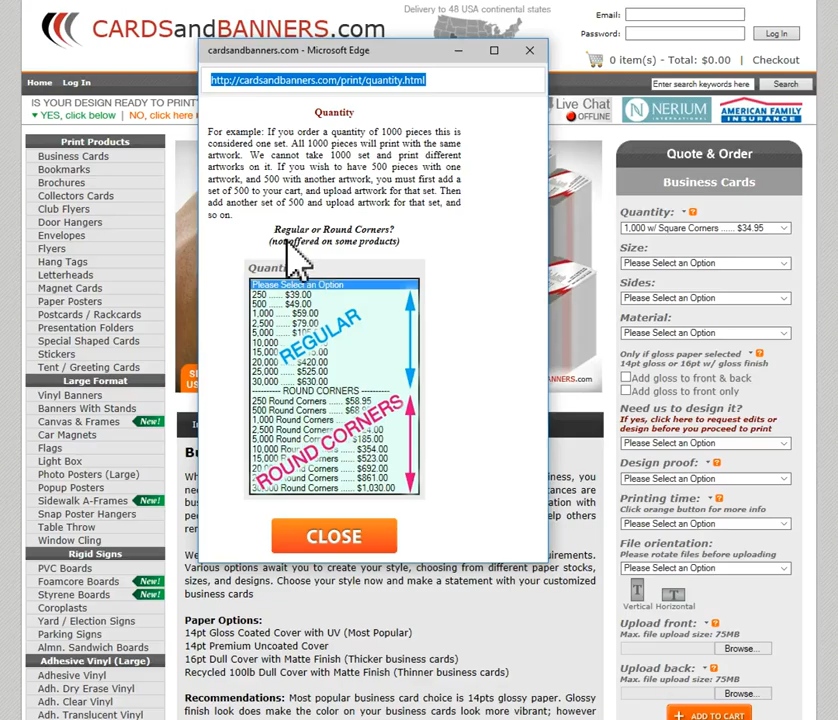 CARDSandBANNERS.com
Delivery to 48 USA continental states
Email:
Password:
Log In
0 item(s) - Total: $0.00
Checkout
Home
Log In
Enter search keywords here
Search
IS YOUR DESIGN READY TO PRINT
YES, click below
NO, click here
Live Chat
OFFLINE
NERIUM
INTERNATIONAL
AMERICAN FAMILY
INSURANCE
cardsandbanners.com - Microsoft Edge
http://cardsandbanners.com/print/quantity.html
Quantity
For example: If you order a quantity of 1000 pieces this is
considered one set. All 1000 pieces will print with the same
artwork. We cannot take 1000 set and print different
artworks on it. If you wish to have 500 pieces with one
artwork, and 500 with another artwork, you must first add a
set of 500 to your cart, and upload artwork for that set. Then
add another set of 500 and upload artwork for that set, and
so on.
Regular or Round Corners?
(not offered on some products)
Please Select an Option
250 ...... $39.00
500 ...... $49.00
1,000 ...... $59.00
2,500 ...... $79.00
5,000
10,000
15,000
$420.00
25,000 ...... $525.00
30,000 ...... $630.00
---------- ROUND CORNERS ----------
250 Round Corners ...... $58.95
500 Round Corners
1,000 Round Corners
2,500 Round Corners
5,000 Round Corners
$185.00
10,000 Round Corners
$354.00
15,000
$523.00
Round Corners ...... $692.00
Round Corners ...... $861.00
Round Corners ...... $1,030.00
REGULAR
ROUND CORNERS
CLOSE
Print Products
Business Cards
Bookmarks
Brochures
Collectors Cards
Club Flyers
Door Hangers
Envelopes
Flyers
Hang Tags
Letterheads
Magnet Cards
Paper Posters
Postcards / Rackcards
Presentation Folders
Special Shaped Cards
Stickers
Tent / Greeting Cards
Large Format
Vinyl Banners
Banners With Stands
Canvas & Frames New!
Car Magnets
Flags
Light Box
Photo Posters (Large)
Popup Posters
Sidewalk A-Frames New!
Snap Poster Hangers
Table Throw
Window Cling
Rigid Signs
PVC Boards
Foamcore Boards New!
Styrene Boards New!
Coroplasts
Yard / Election Signs
Parking Signs
Almn. Sandwich Boards
Adhesive Vinyl (Large)
Adhesive Vinyl
Adh. Dry Erase Vinyl
Adh. Clear Vinyl
Adh. Translucent Vinyl
Various options await you to create your style, choosing from different paper stocks,
sizes, and designs. Choose your style now and make a statement with your customized
business cards
Paper Options:
14pt Gloss Coated Cover with UV (Most Popular)
14pt Premium Uncoated Cover
16pt Dull Cover with Matte Finish (Thicker business cards)
Recycled 100lb Dull Cover with Matte Finish (Thinner business cards)
Recommendations: Most popular business card choice is 14pts glossy paper. Glossy
finish look does make the color on your business cards look more vibrant; however
Quote & Order
Business Cards
Quantity:
1,000 w/ Square Corners ...... $34.95
Size:
Please Select an Option
Sides:
Please Select an Option
Material:
Please Select an Option
Only if gloss paper selected
14pt gloss or 16pt w/ gloss finish
Add gloss to front & back
Add gloss to front only
Need us to design it?
If yes, click here to request edits or
design before you proceed to print
Please Select an Option
Design proof:
Please Select an Option
Printing time:
Click orange button for more info
Please Select an Option
File orientation:
Please rotate files before uploading
Please Select an Option
T
T
Vertical Horizontal
Upload front:
Max. file upload size: 75MB
Browse...
Upload back:
Max. file upload size: 75MB
Browse...
+ ADD TO CART